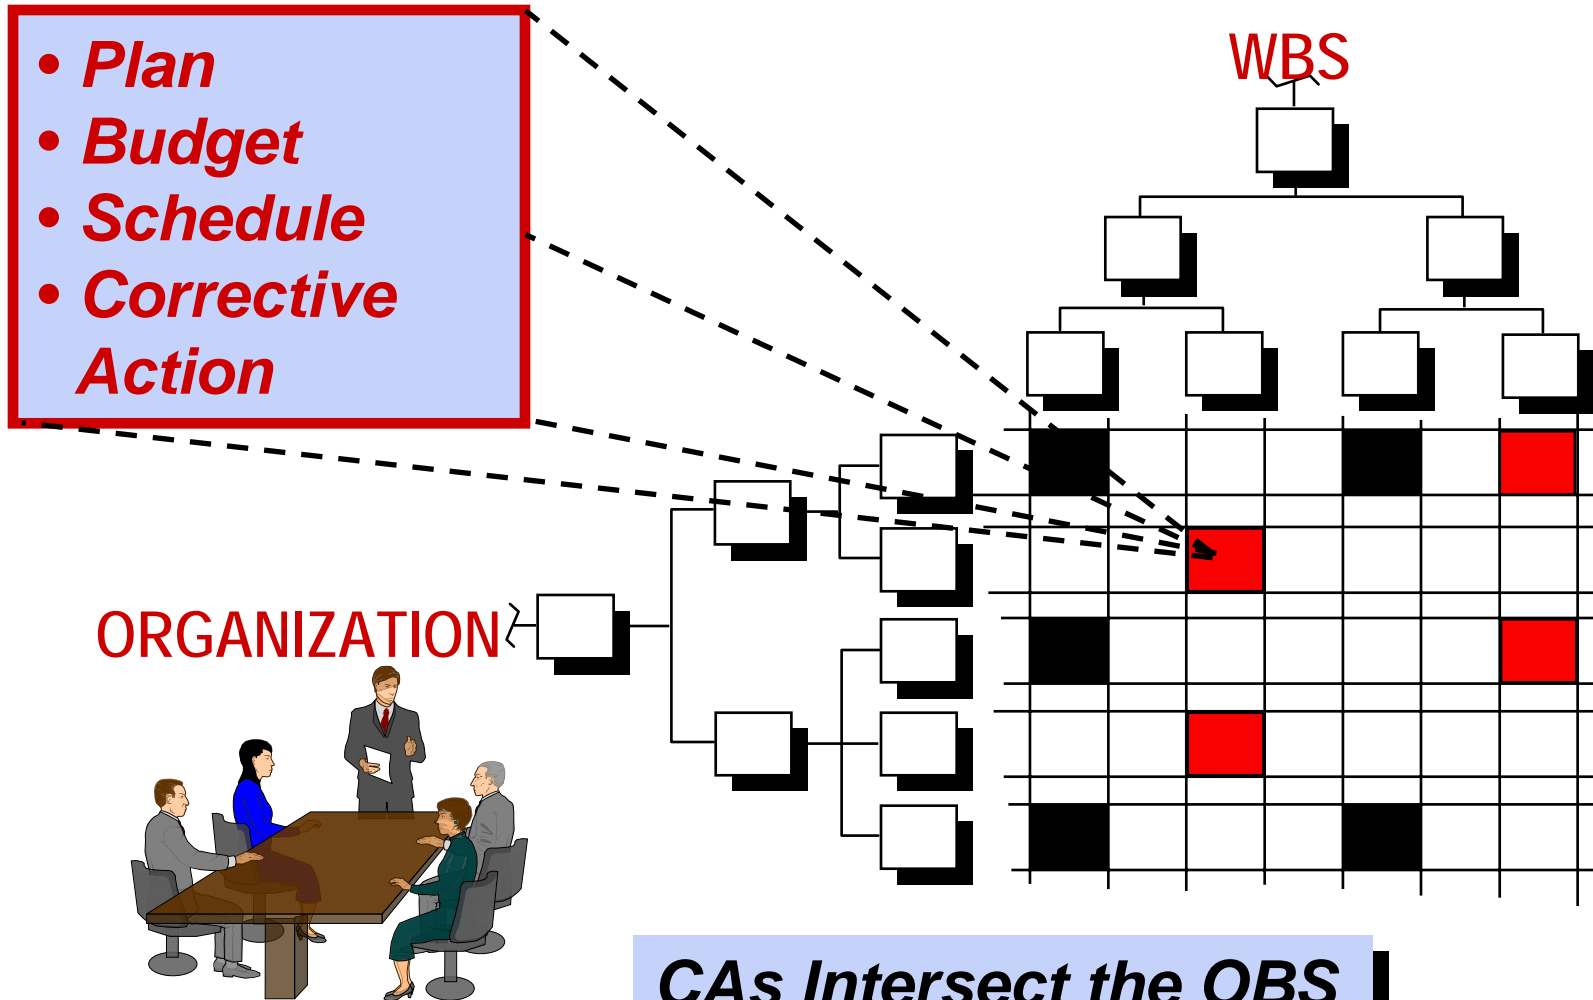 • Plan
• Budget
• Schedule
• Corrective
Action
WBS
ORGANIZATION
CAs Intersect the OBS